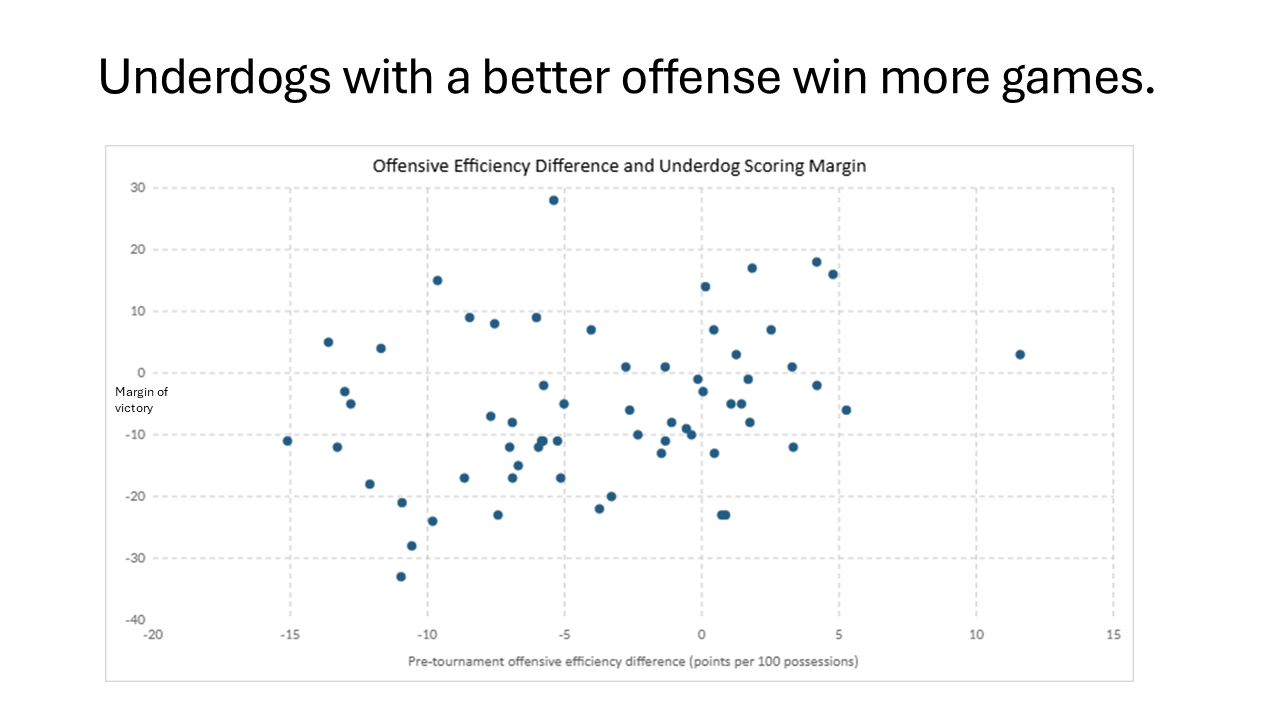 Underdogs with a better offense win more games.
Offensive Efficiency Difference and Underdog Scoring Margin
30
20
10
0
Margin of
victory
-10
-20
-30
-40
-20 -15 -10 -5 0 5 10 15
Pre-tournament offensive efficiency difference (points per 100 possessions)